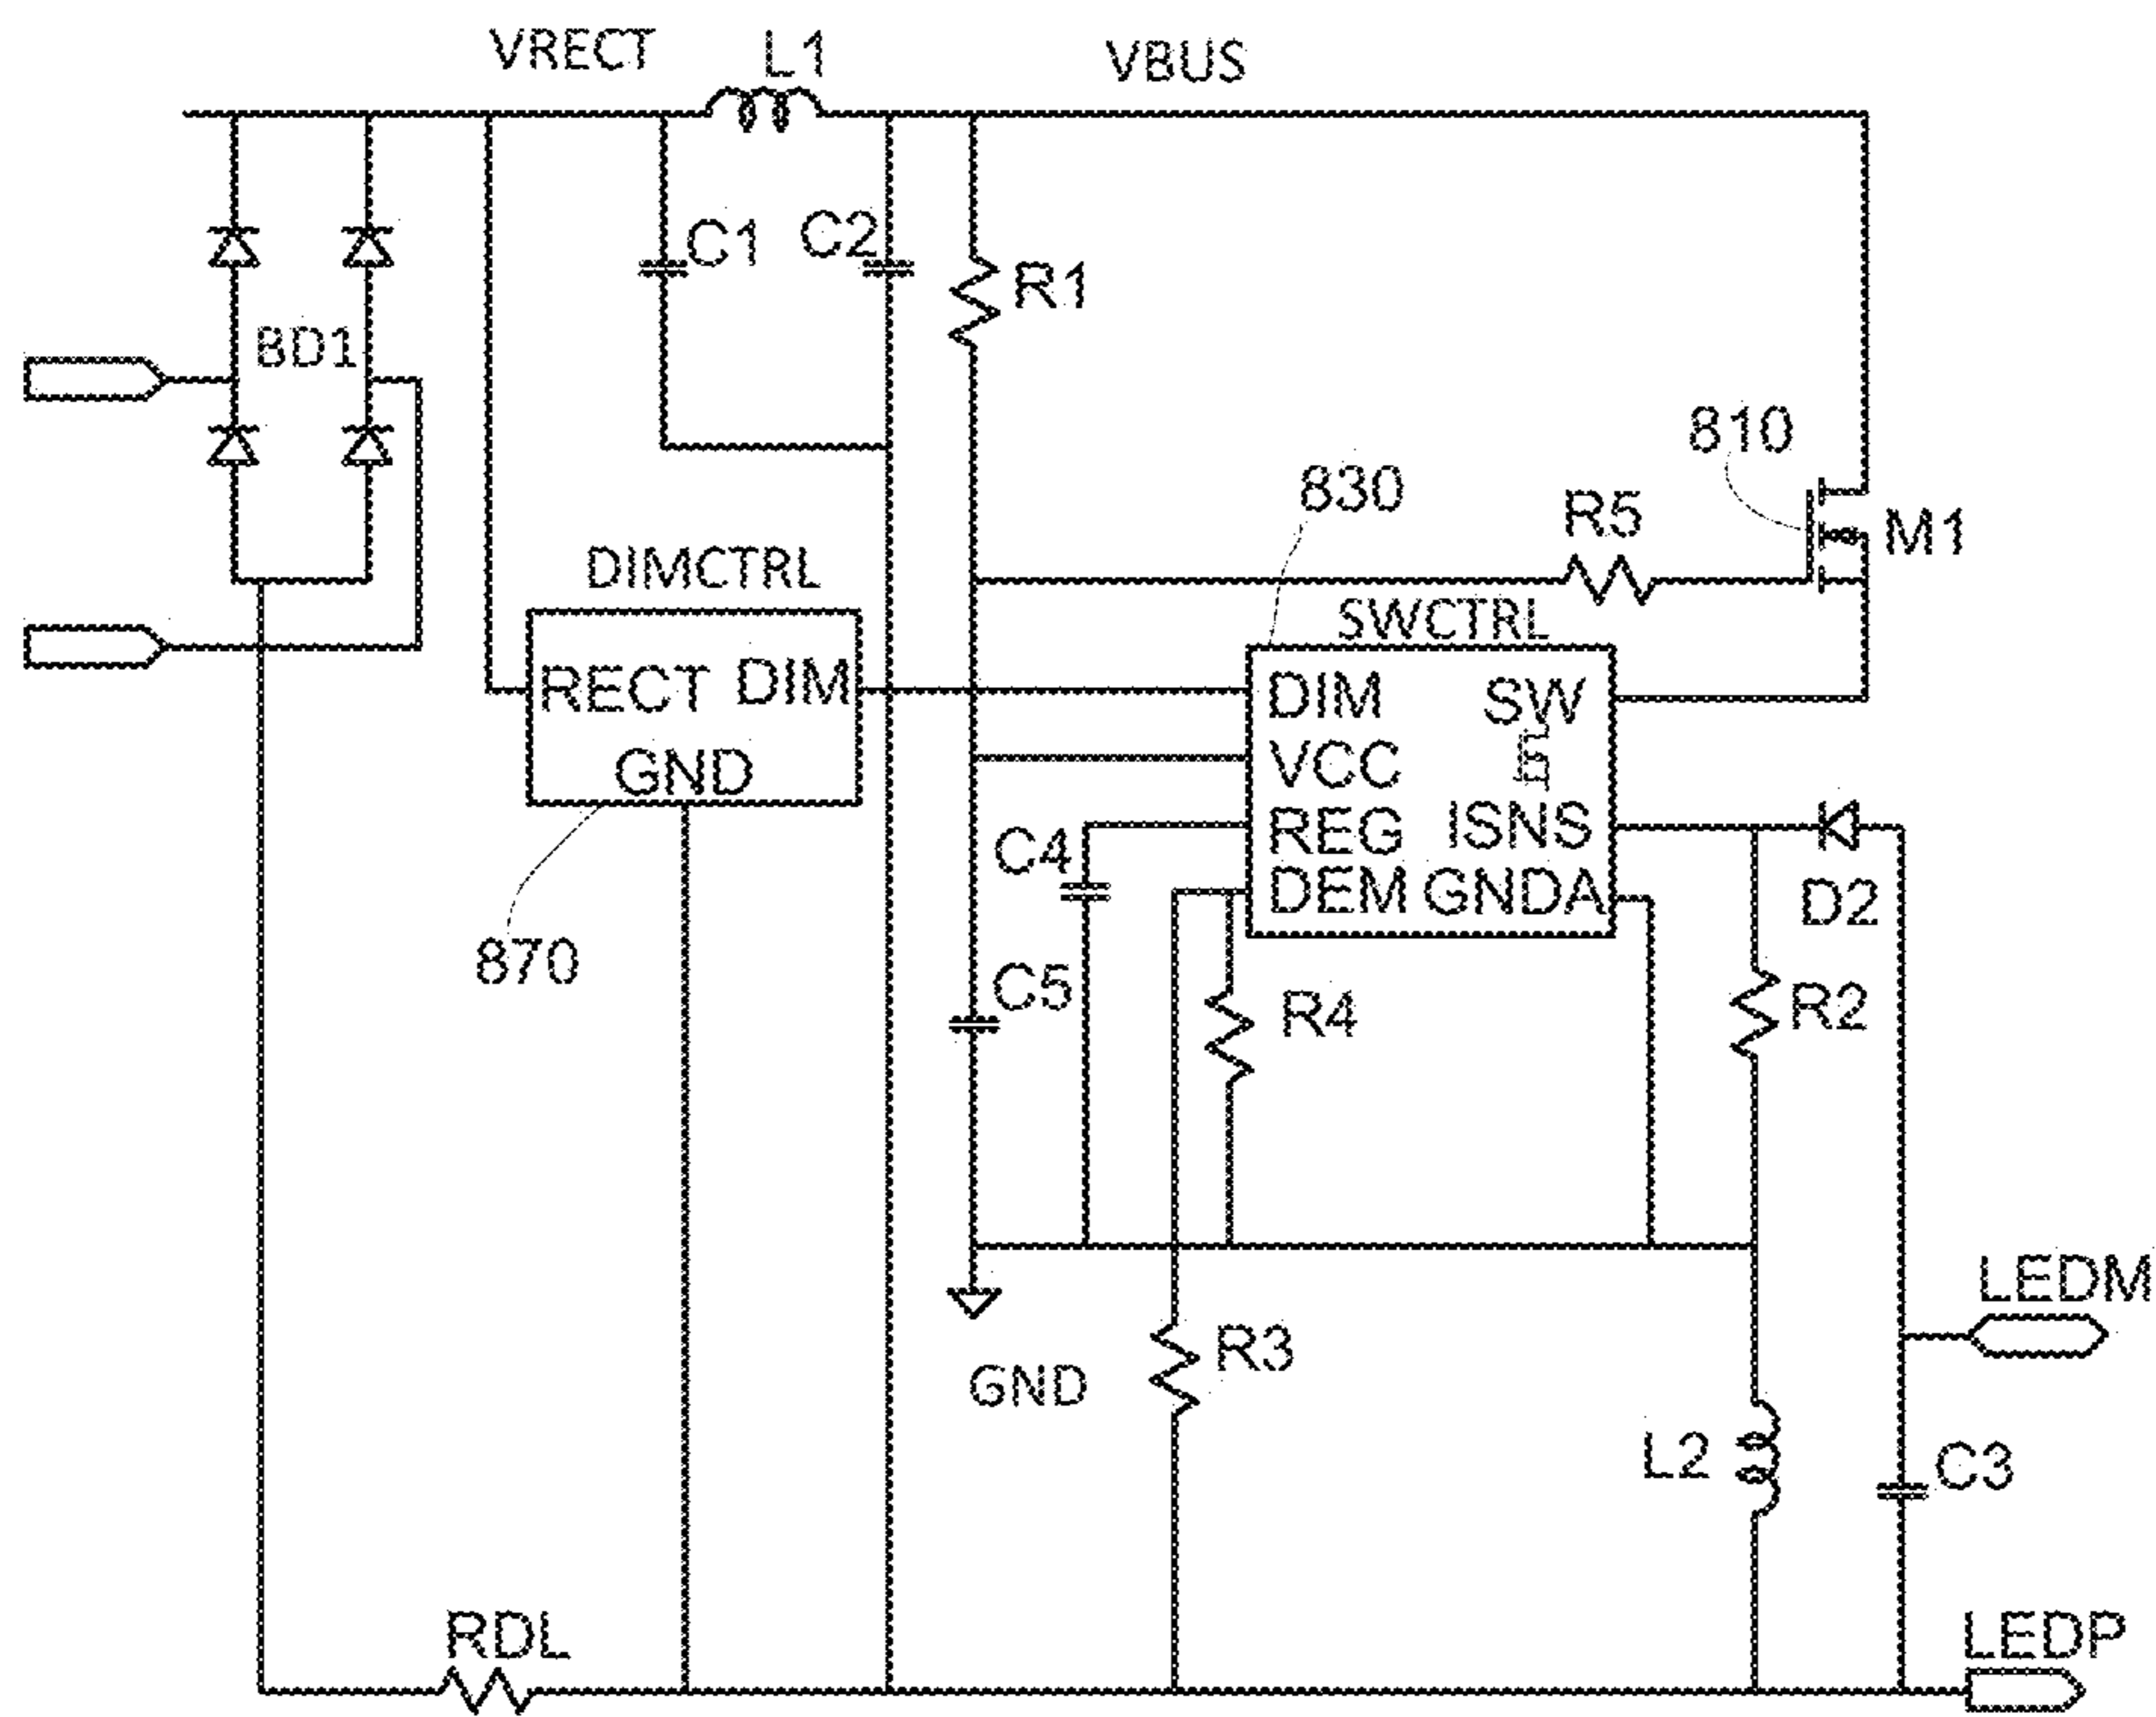 VRECT
L1
VBUS
C1
C2
R1
BD1
810
830
R5
M1
DIMCTRL
SWCTRL
RECT
DIM
DIM
SW
GND
VCC
REG
ISNS
C4
DEM
GNDA
D2
870
C5
R4
R2
LEDM
R3
GND
L2
C3
RDL
LEDP